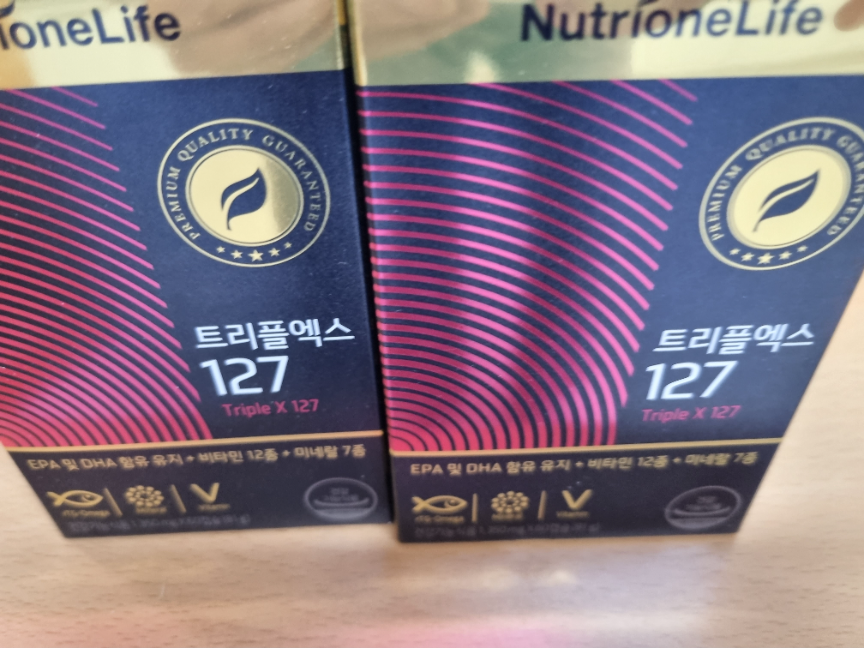 ioneLife
PREMIUM QUALITY GUARANTEED
트리플엑스
127
Triple X 127
EPA 및 DHA 함유 유지 + 비타민 12종 + 미네랄 7종
NutrioneLife
PREMIUM QUALITY GUARANTEED
트리플엑스
127
Triple X 127
EPA 및 DHA 함유 유지 + 비타민 12종 + 미네랄 7종